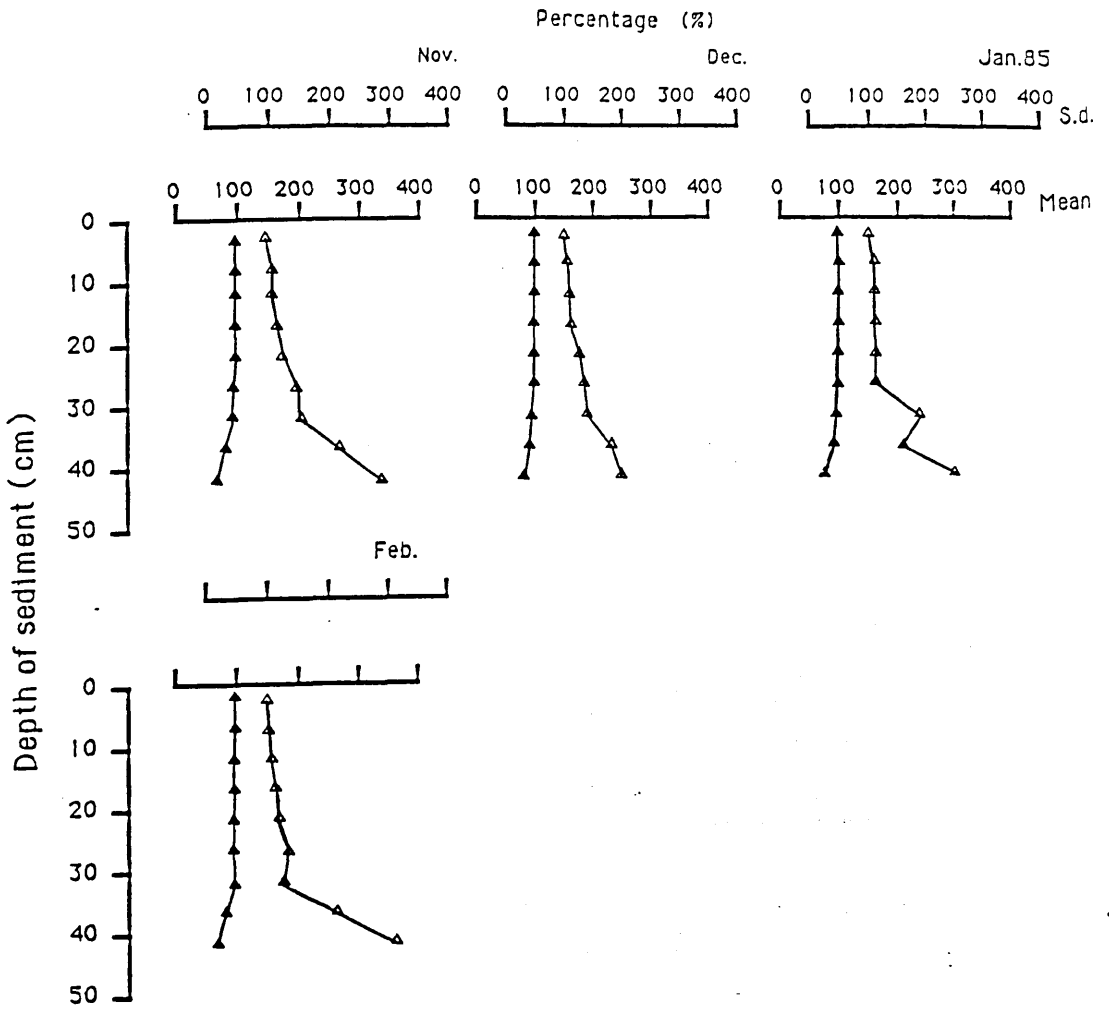 Percentage (%)
Nov.
Dec.
Jan.85
0 100 200 300 400
0 100 200 300 400
0 100 200 300 400 S.d.
0 100 200 300 400
0 100 200 300 400
0 100 200 300 400 Mean
0
10
20
30
40
50
Feb.
0
10
20
30
40
50
Depth of sediment (cm)